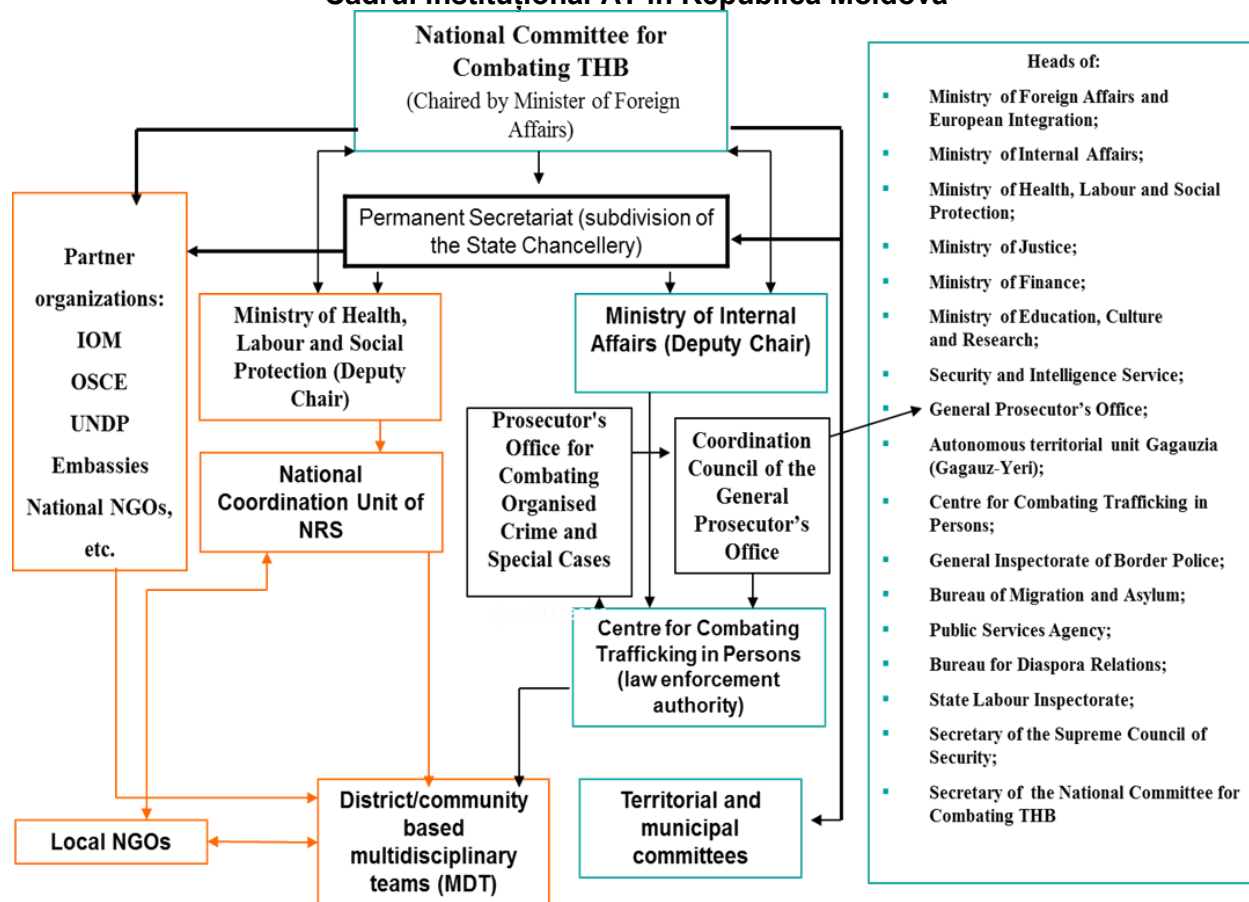 Cadrul instituțional AT în Republica Moldova
National Committee for
Combating THB
(Chaired by Minister of Foreign
Affairs)
Permanent Secretariat (subdivision of
the State Chancellery)
Partner
organizations:
IOM
OSCE
UNDP
Embassies
National NGOs,
etc.
Ministry of Health,
Labour and Social
Protection (Deputy
Chair)
Ministry of Internal
Affairs (Deputy Chair)
National
Coordination Unit of
NRS
Prosecutor's
Office for
Combating
Organised
Crime and
Special Cases
Coordination
Council of the
General
Prosecutor's
Office
Centre for Combating
Trafficking in Persons
(law enforcement
authority)
Local NGOs
District/community
based
multidisciplinary
teams (MDT)
Territorial and
municipal
committees
Heads of:
Ministry of Foreign Affairs and
European Integration;
Ministry of Internal Affairs;
Ministry of Health, Labour and Social
Protection;
Ministry of Justice;
Ministry of Finance;
Ministry of Education, Culture
and Research;
Security and Intelligence Service;
General Prosecutor's Office;
Autonomous territorial unit Gagauzia
(Gagauz-Yeri);
Centre for Combating Trafficking in
Persons;
General Inspectorate of Border Police;
Bureau of Migration and Asylum;
Public Services Agency;
Bureau for Diaspora Relations;
State Labour Inspectorate;
Secretary of the Supreme Council of
Security;
Secretary of the National Committee for
Combating THB